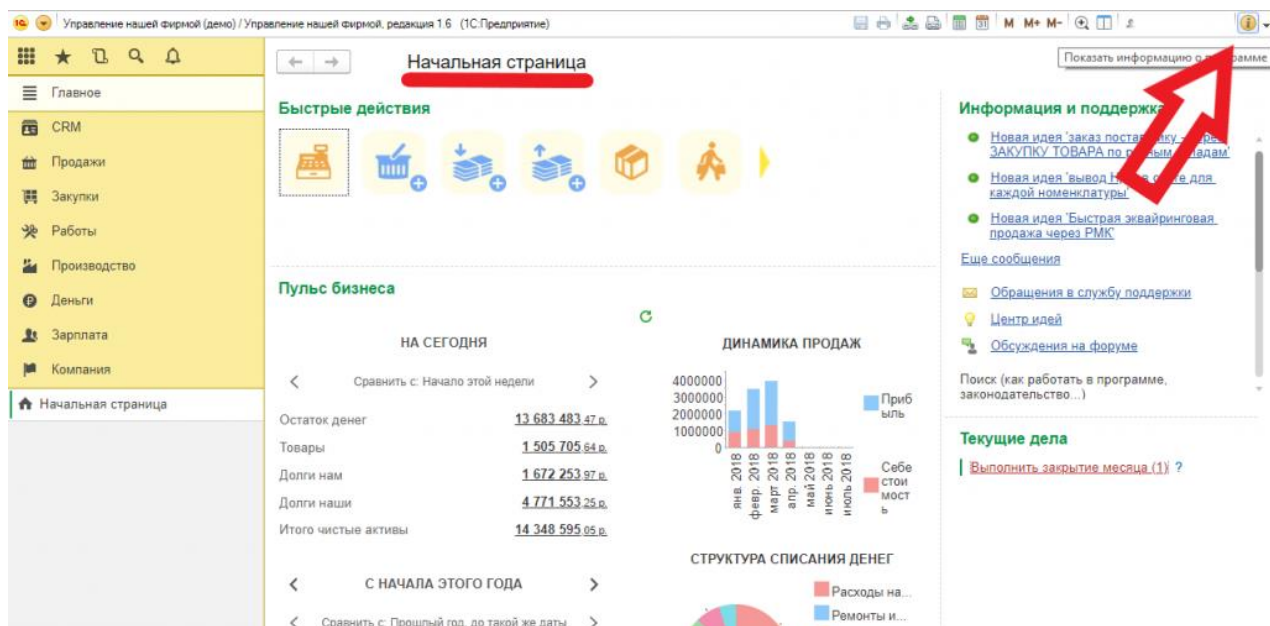 Управление нашей фирмой (демо) / Управление нашей фирмой, редакция 1.6 (1С:Предприятие)
M M+ M-
Показать информацию о программе
Главное
CRM
Продажи
Закупки
Работы
Производство
Деньги
Зарплата
Компания
Начальная страница
Начальная страница
Быстрые действия
Пульс бизнеса
НА СЕГОДНЯ
Сравнить с: Начало этой недели
Остаток денег 13 683 483,47 р.
Товары 1 505 705,64 р.
Долги нам 1 672 253,97 р.
Долги наши 4 771 553,25 р.
Итого чистые активы 14 348 595,05 р.
С НАЧАЛА ЭТОГО ГОДА
Сравнить с: Прошлый год, до такой же даты
ДИНАМИКА ПРОДАЖ
4000000
3000000
2000000
1000000
0
янв. 2018
февр. 2018
март 2018
апр. 2018
май 2018
июнь 2018
июль 2018
Приб
ыль
Себе
стои
мост
ь
СТРУКТУРА СПИСАНИЯ ДЕНЕГ
Расходы на...
Ремонты и...
Информация и поддержка
Новая идея 'заказ поставщику -
ЗАКУПКУ ТОВАРА по разным складам'
Новая идея 'вывод для
каждой номенклатуры'
Новая идея 'Быстрая эквайринговая
продажа через РМК'
Еще сообщения
Обращения в службу поддержки
Центр идей
Обсуждения на форуме
Поиск (как работать в программе,
законодательство...)
Текущие дела
Выполнить закрытие месяца (1) ?